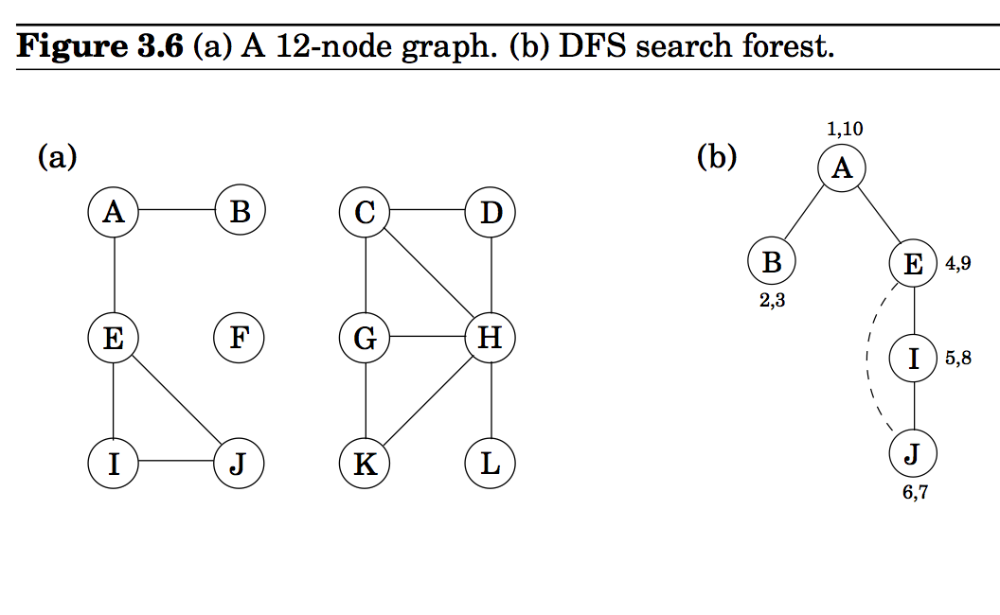 Figure 3.6 (a) A 12-node graph. (b) DFS search forest.
(a)
A B C D
E F G H
I J K L
(b)
1,10
A
B E 4,9
2,3
I 5,8
J
6,7